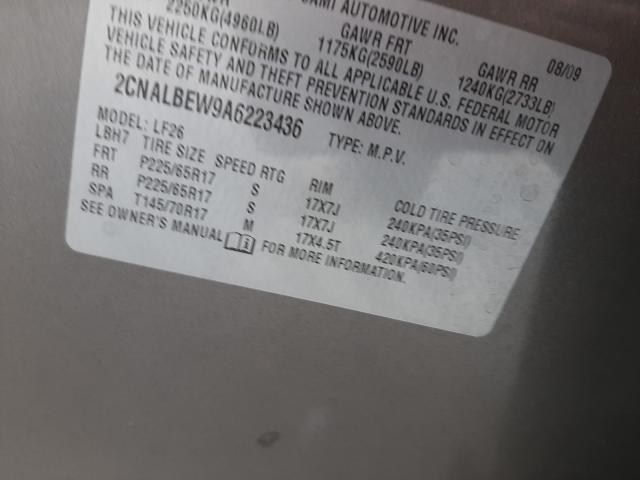 CAMI AUTOMOTIVE INC.
08/09
2250KG(4960LB)
GAWR FRT
1175KG(2590LB)
GAWR RR
1240KG(2733LB)
THIS VEHICLE CONFORMS TO ALL APPLICABLE U.S. FEDERAL MOTOR
VEHICLE SAFETY AND THEFT PREVENTION STANDARDS IN EFFECT ON
THE DATE OF MANUFACTURE SHOWN ABOVE.
2CNALBEW9A6223436
TYPE: M.P.V.
MODEL: LF26
LBH7 TIRE SIZE SPEED RTG RIM COLD TIRE PRESSURE
FRT P225/65R17 S 17X7J 240KPA(35PSI)
RR P225/65R17 S 17X7J 240KPA(35PSI)
SPA T145/70R17 M 17X4.5T 420KPA(60PSI)
SEE OWNER'S MANUAL FOR MORE INFORMATION.